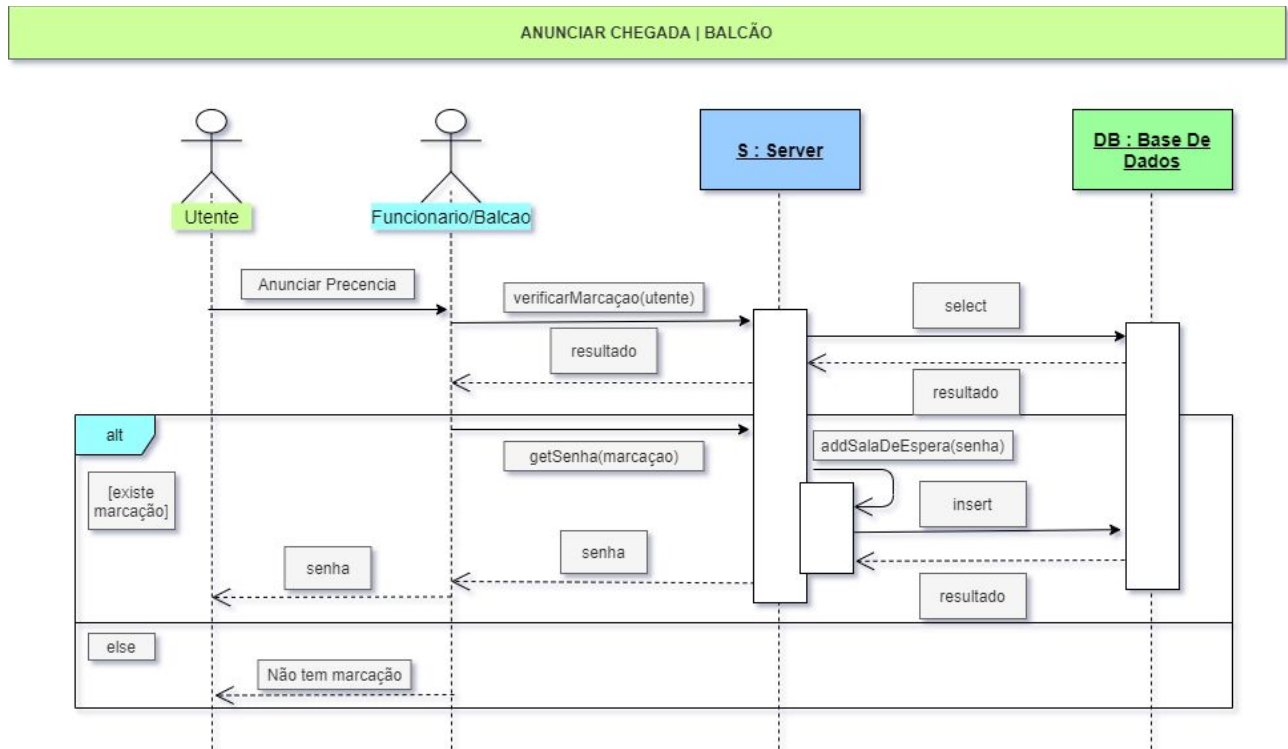 ANUNCIAR CHEGADA | BALCÃO
S : Server
DB : Base De
Dados
Utente
Funcionario/Balcao
Anunciar Precencia
verificarMarcaçao(utente)
select
resultado
resultado
alt
getSenha(marcaçao)
addSalaDeEspera(senha)
[existe
marcação]
insert
senha
senha
resultado
else
Não tem marcação